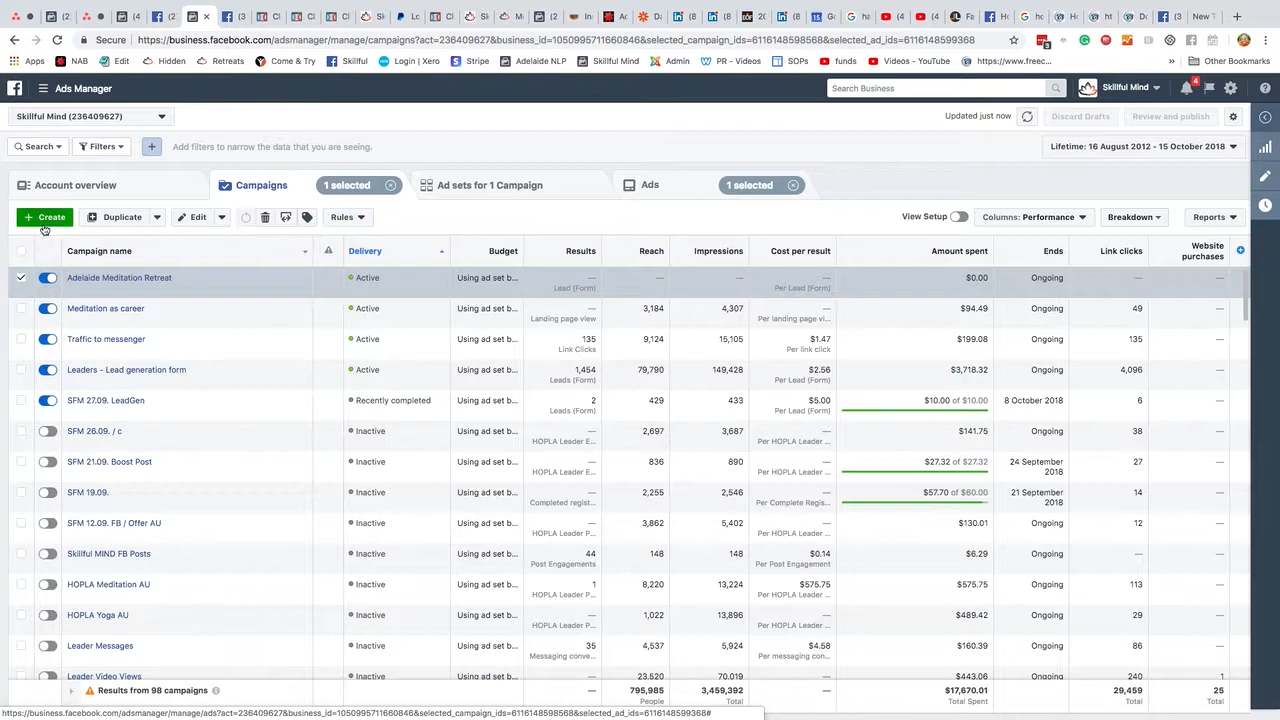 Secure https://business.facebook.com/adsmanager/manage/campaigns?act=236409627&business_id=1050995711660846&selected_campaign_ids=6116148598568&selected_ad_ids=6116148599368
Apps NAB Edit Hidden Retreats Come & Try Skillful Login | Xero Stripe Adelaide NLP Skillful Mind Admin PR - Videos SOPs funds Videos - YouTube https://www.freec... » Other Bookmarks
Ads Manager Search Business Skillful Mind 4
Skillful Mind (236409627) Updated just now Discard Drafts Review and publish
Search Filters + Add filters to narrow the data that you are seeing. Lifetime: 16 August 2012 - 15 October 2018
Account overview Campaigns 1 selected Ad sets for 1 Campaign Ads 1 selected
+ Create Duplicate Edit Rules View Setup Columns: Performance Breakdown Reports
Campaign name Delivery Budget Results Reach Impressions Cost per result Amount spent Ends Link clicks Website purchases
Adelaide Meditation Retreat Active Using ad set b... — — — — $0.00 Ongoing — —
Lead (Form) Per Lead (Form)
Meditation as career Active Using ad set b... — 3,184 4,307 — $94.49 Ongoing 49 —
Landing page view Per landing page vi...
Traffic to messenger Active Using ad set b... 135 9,124 15,105 $1.47 $199.08 Ongoing 135 —
Link Clicks Per link click
Leaders - Lead generation form Active Using ad set b... 1,454 79,790 149,428 $2.56 $3,718.32 Ongoing 4,096 —
Leads (Form) Per Lead (Form)
SFM 27.09. LeadGen Recently completed Using ad set b... 2 429 433 $5.00 $10.00 of $10.00 8 October 2018 6 —
Leads (Form) Per Lead (Form)
SFM 26.09. / c Inactive Using ad set b... — 2,697 3,687 — $141.75 Ongoing 38 —
HOPLA Leader E... Per HOPLA Leader ...
SFM 21.09. Boost Post Inactive Using ad set b... — 836 890 — $27.32 of $27.32 24 September 2018 27 —
HOPLA Leader E... Per HOPLA Leader ...
SFM 19.09. Inactive Using ad set b... — 2,255 2,546 — $57.70 of $60.00 21 September 2018 14 —
Completed regist... Per Complete Regis...
SFM 12.09. FB / Offer AU Inactive Using ad set b... — 3,862 5,402 — $130.01 Ongoing 12 —
HOPLA Leader P... Per HOPLA Leader ...
Skillful MIND FB Posts Inactive Using ad set b... 44 148 148 $0.14 $6.29 Ongoing — —
Post Engagements Per Post Engagement
HOPLA Meditation AU Inactive Using ad set b... 1 8,220 13,224 $575.75 $575.75 Ongoing 113 —
HOPLA Leader P... Per HOPLA Leader ...
HOPLA Yoga AU Inactive Using ad set b... — 1,022 13,896 — $489.42 Ongoing 29 —
HOPLA Leader P... Per HOPLA Leader ...
Leader Messages Inactive Using ad set b... 35 4,537 5,924 $4.58 $160.39 Ongoing 86 —
Messaging conve... Per messaging con...
Leader Video Views Inactive Using ad set b... — 23,530 70,019 — $443.06 Ongoing 240 1
Results from 98 campaigns — 795,985 3,459,392 — $17,670.01 29,459 25
People Total Total Spent Total Total
https://business.facebook.com/adsmanager/manage/ads?act=236409627&business_id=1050995711660846&selected_campaign_ids=6116148598568&selected_ad_ids=6116148599368#